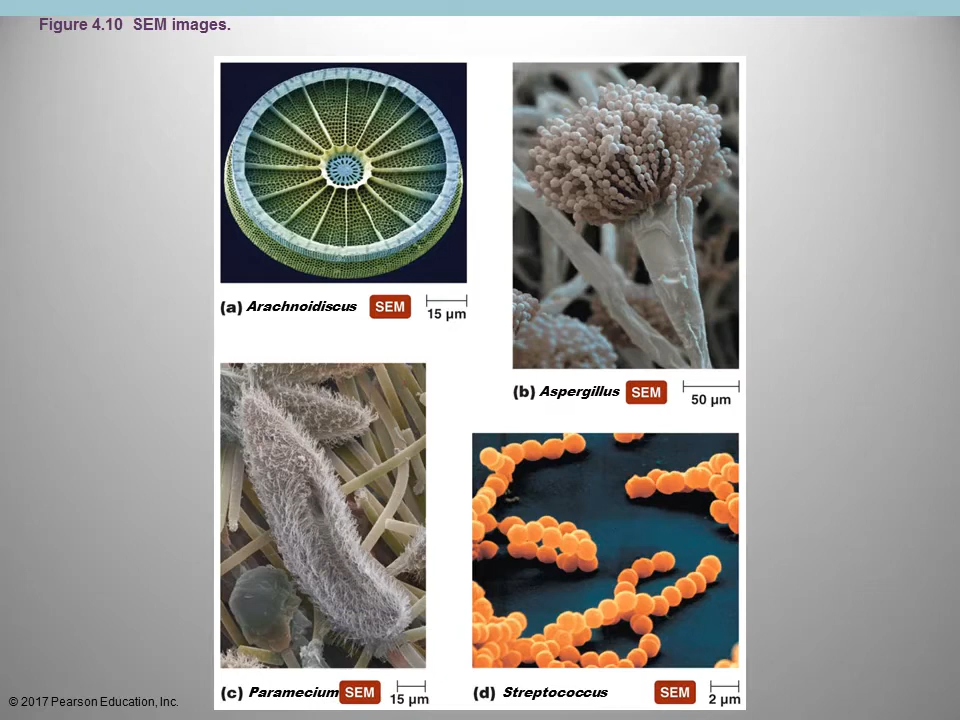 Figure 4.10 SEM images.
(a) Arachnoidiscus SEM 15 µm
(b) Aspergillus SEM 50 µm
(c) Paramecium SEM 15 µm
(d) Streptococcus SEM 2 µm
© 2017 Pearson Education, Inc.